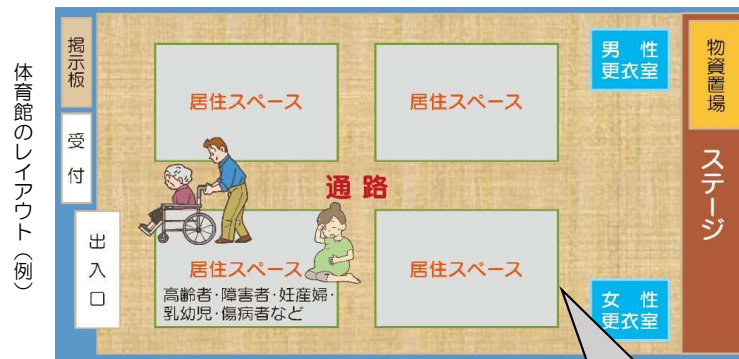 体育館のレイアウト（例）
掲示板
受付
出入口
居住スペース
居住スペース
男性
更衣室
物資置場
ステージ
通路
居住スペース
高齢者・障害者・妊産婦・
乳幼児・傷病者など
居住スペース
女性
更衣室